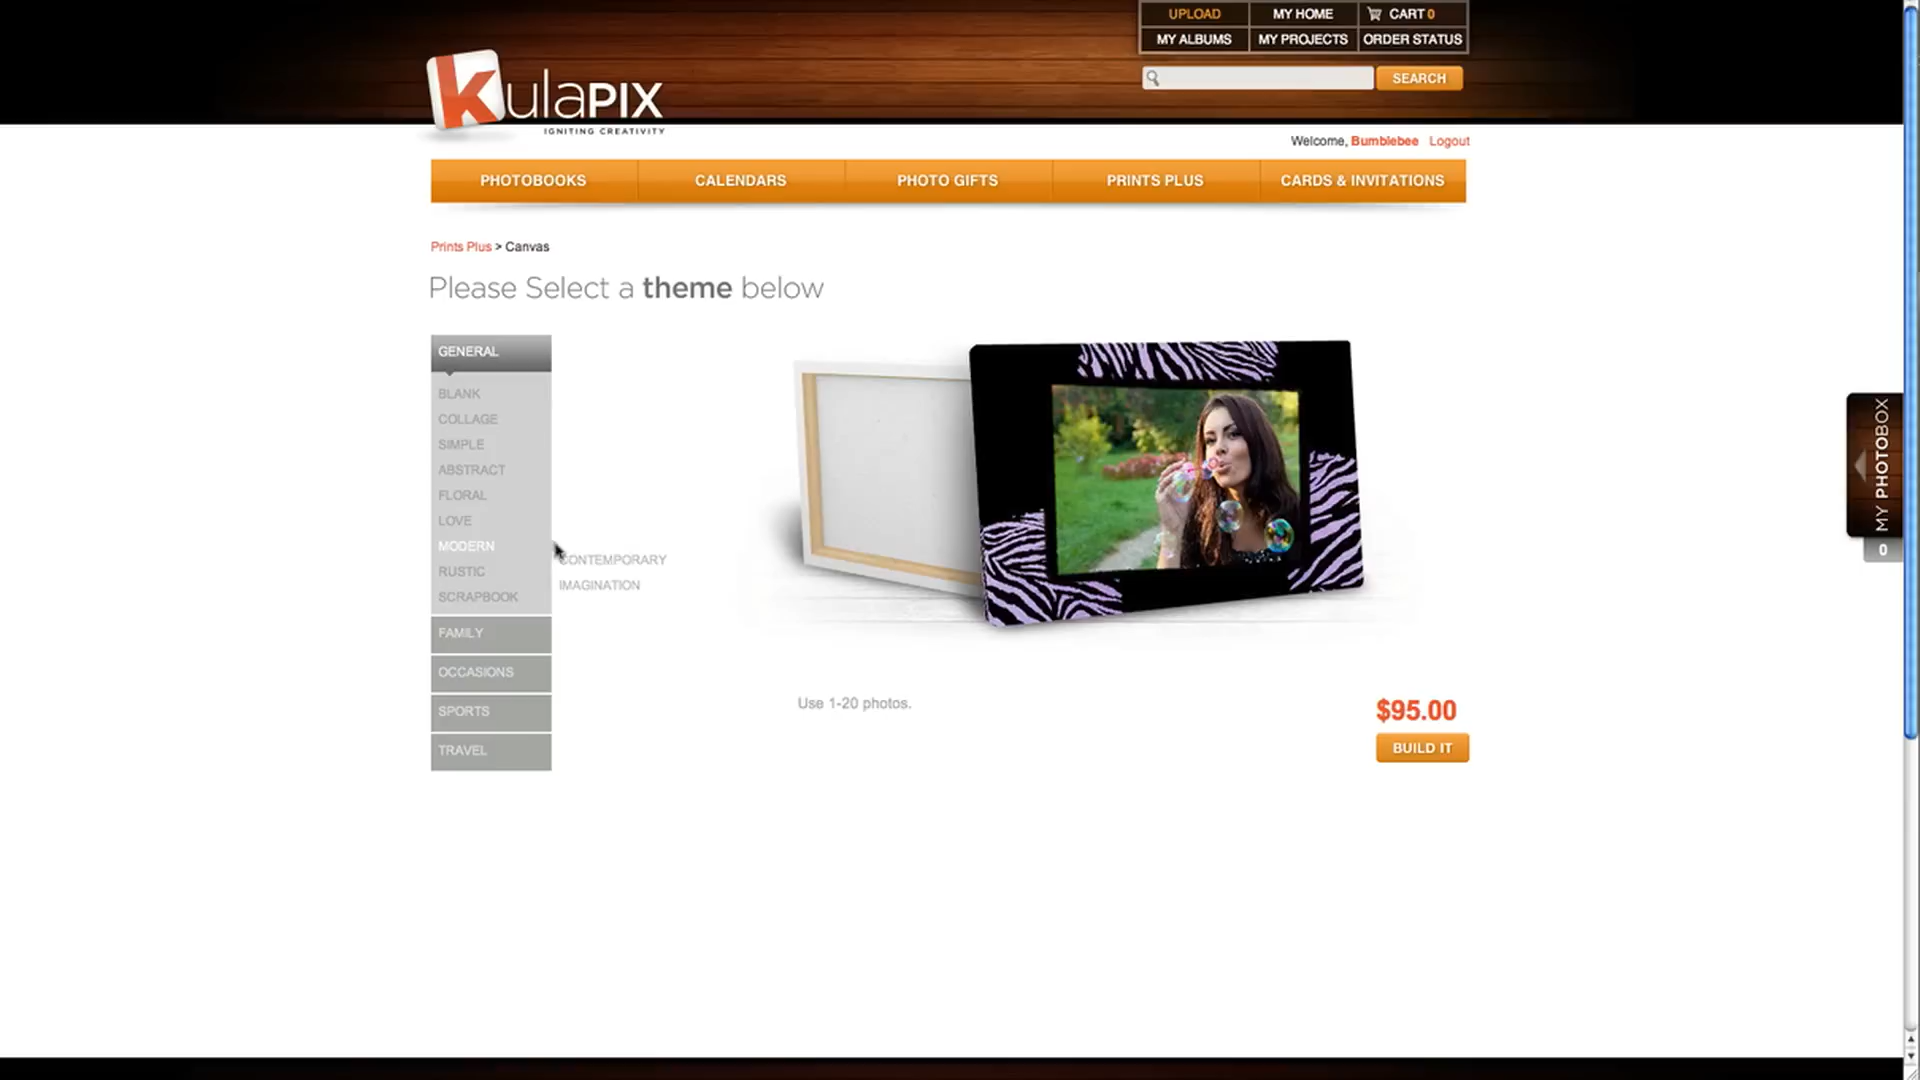 UPLOAD
MY HOME
CART 0
MY ALBUMS
MY PROJECTS
ORDER STATUS
SEARCH
kulaPIX
IGNITING CREATIVITY
Welcome, Bumblebee Logout
PHOTOBOOKS
CALENDARS
PHOTO GIFTS
PRINTS PLUS
CARDS & INVITATIONS
Prints Plus > Canvas
Please Select a theme below
GENERAL
BLANK
COLLAGE
SIMPLE
ABSTRACT
FLORAL
LOVE
MODERN
CONTEMPORARY
IMAGINATION
RUSTIC
SCRAPBOOK
FAMILY
OCCASIONS
SPORTS
TRAVEL
Use 1-20 photos.
$95.00
BUILD IT
MY PHOTOBOX
0